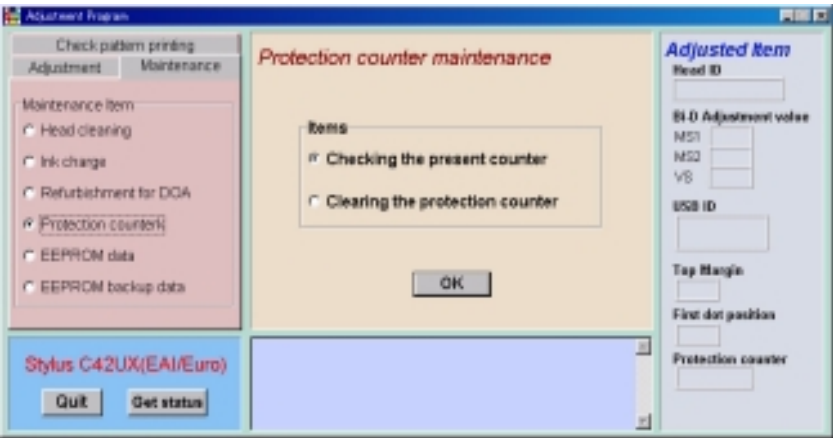 Adjustment Program
Check pattern printing
Adjustment
Maintenance
Maintenance Item
Head cleaning
Ink charge
Refurbishment for DOA
Protection counterk
EEPROM data
EEPROM backup data
Protection counter maintenance
Items
Checking the present counter
Clearing the protection counter
OK
Adjusted Item
Head ID
Bi-D Adjustment value
MS1
MS2
VS
USB ID
Top Margin
First dot position
Protection counter
Stylus C42UX(EAI/Euro)
Quit
Get status